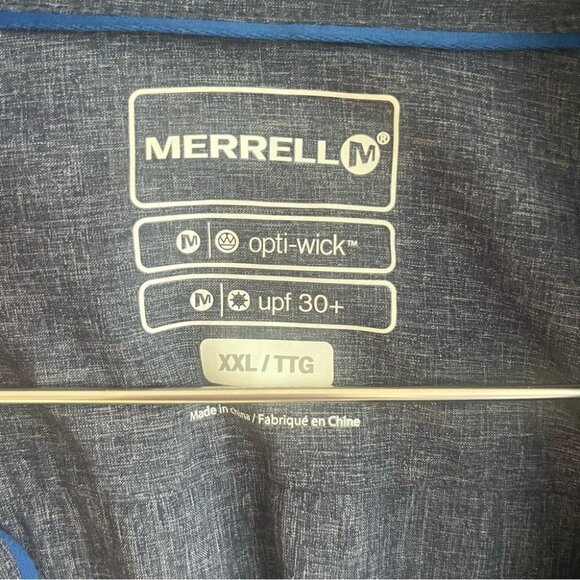 MERRELL M®
M opti-wick™
M upf 30+
XXL / TTG
Made in China / Fabriqué en Chine